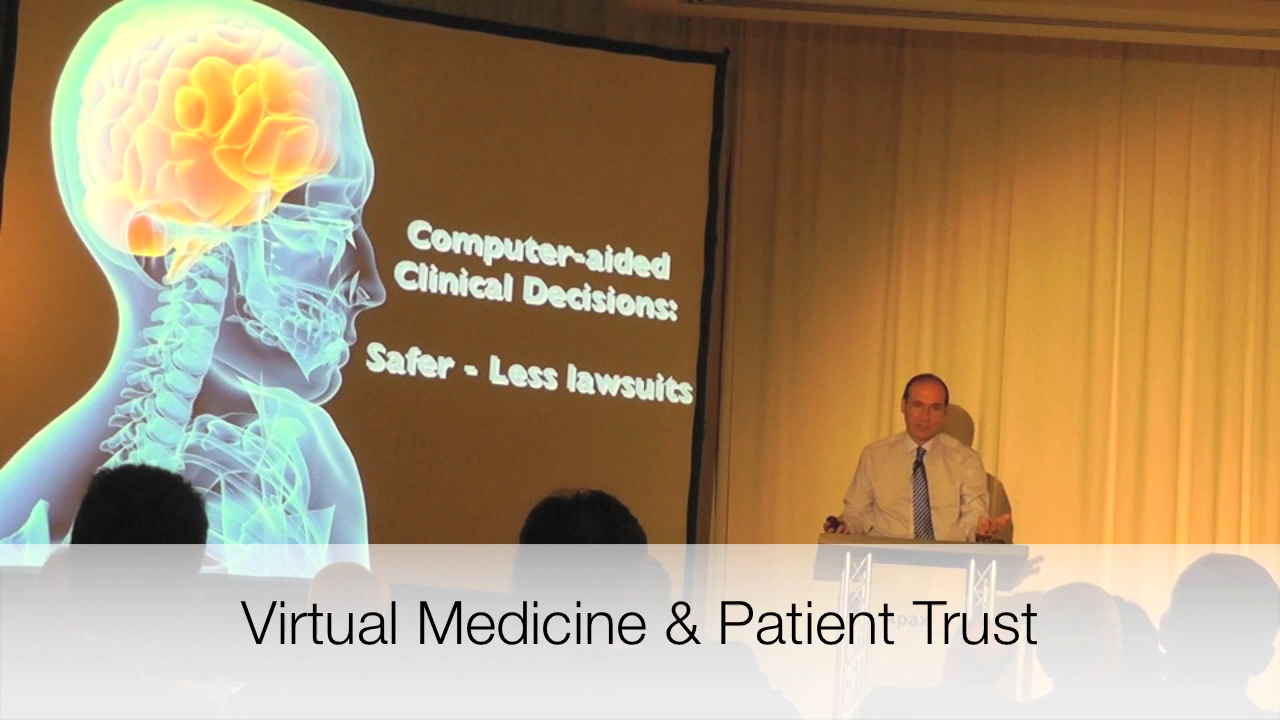 Computer-aided
Clinical Decisions:
Safer - Less lawsuits
Virtual Medicine & Patient Trust